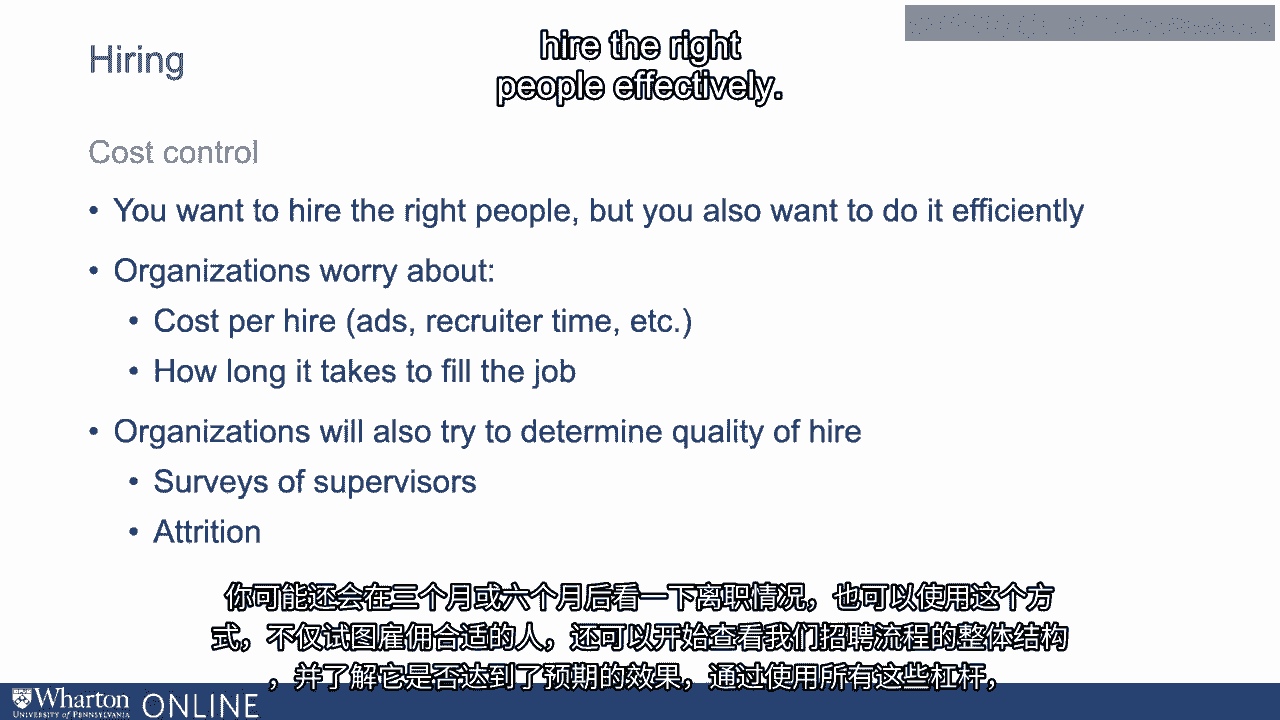 Hiring
hire the right
people effectively.
Cost control
• You want to hire the right people, but you also want to do it efficiently
• Organizations worry about:
• Cost per hire (ads, recruiter time, etc.)
• How long it takes to fill the job
• Organizations will also try to determine quality of hire
• Surveys of supervisors
• Attrition
你可能还会在三个月或六个月后看一下离职情况，也可以使用这个方
式，不仅试图雇佣合适的人，还可以开始查看我们招聘流程的整体结构
，并了解它是否达到了预期的效果，通过使用所有这些杠杆，
Wharton
UNIVERSITY of PENNSYLVANIA
ONLINE